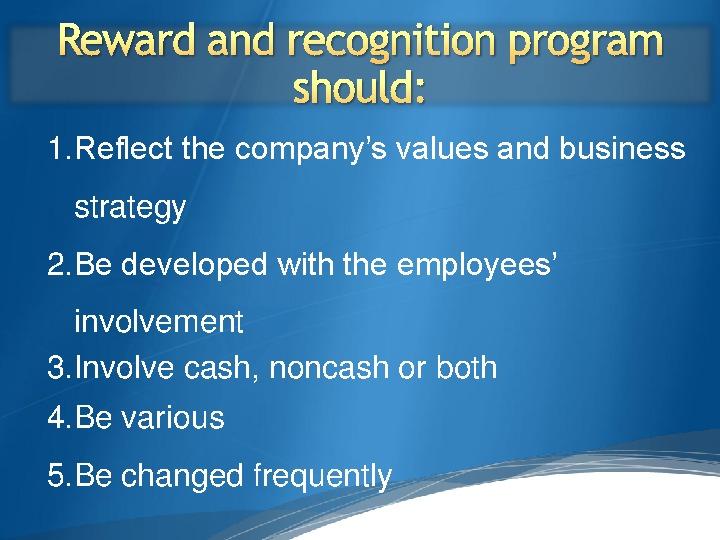 Reward and recognition program
should:
1.Reflect the company’s values and business
strategy
2.Be developed with the employees’
involvement
3.Involve cash, noncash or both
4.Be various
5.Be changed frequently